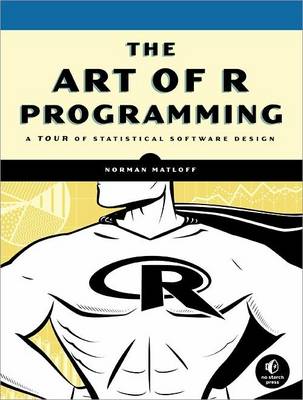 THE
ART OF R
PROGRAMMING
A TOUR OF STATISTICAL SOFTWARE DESIGN
NORMAN MATLOFF
R
no starch
press